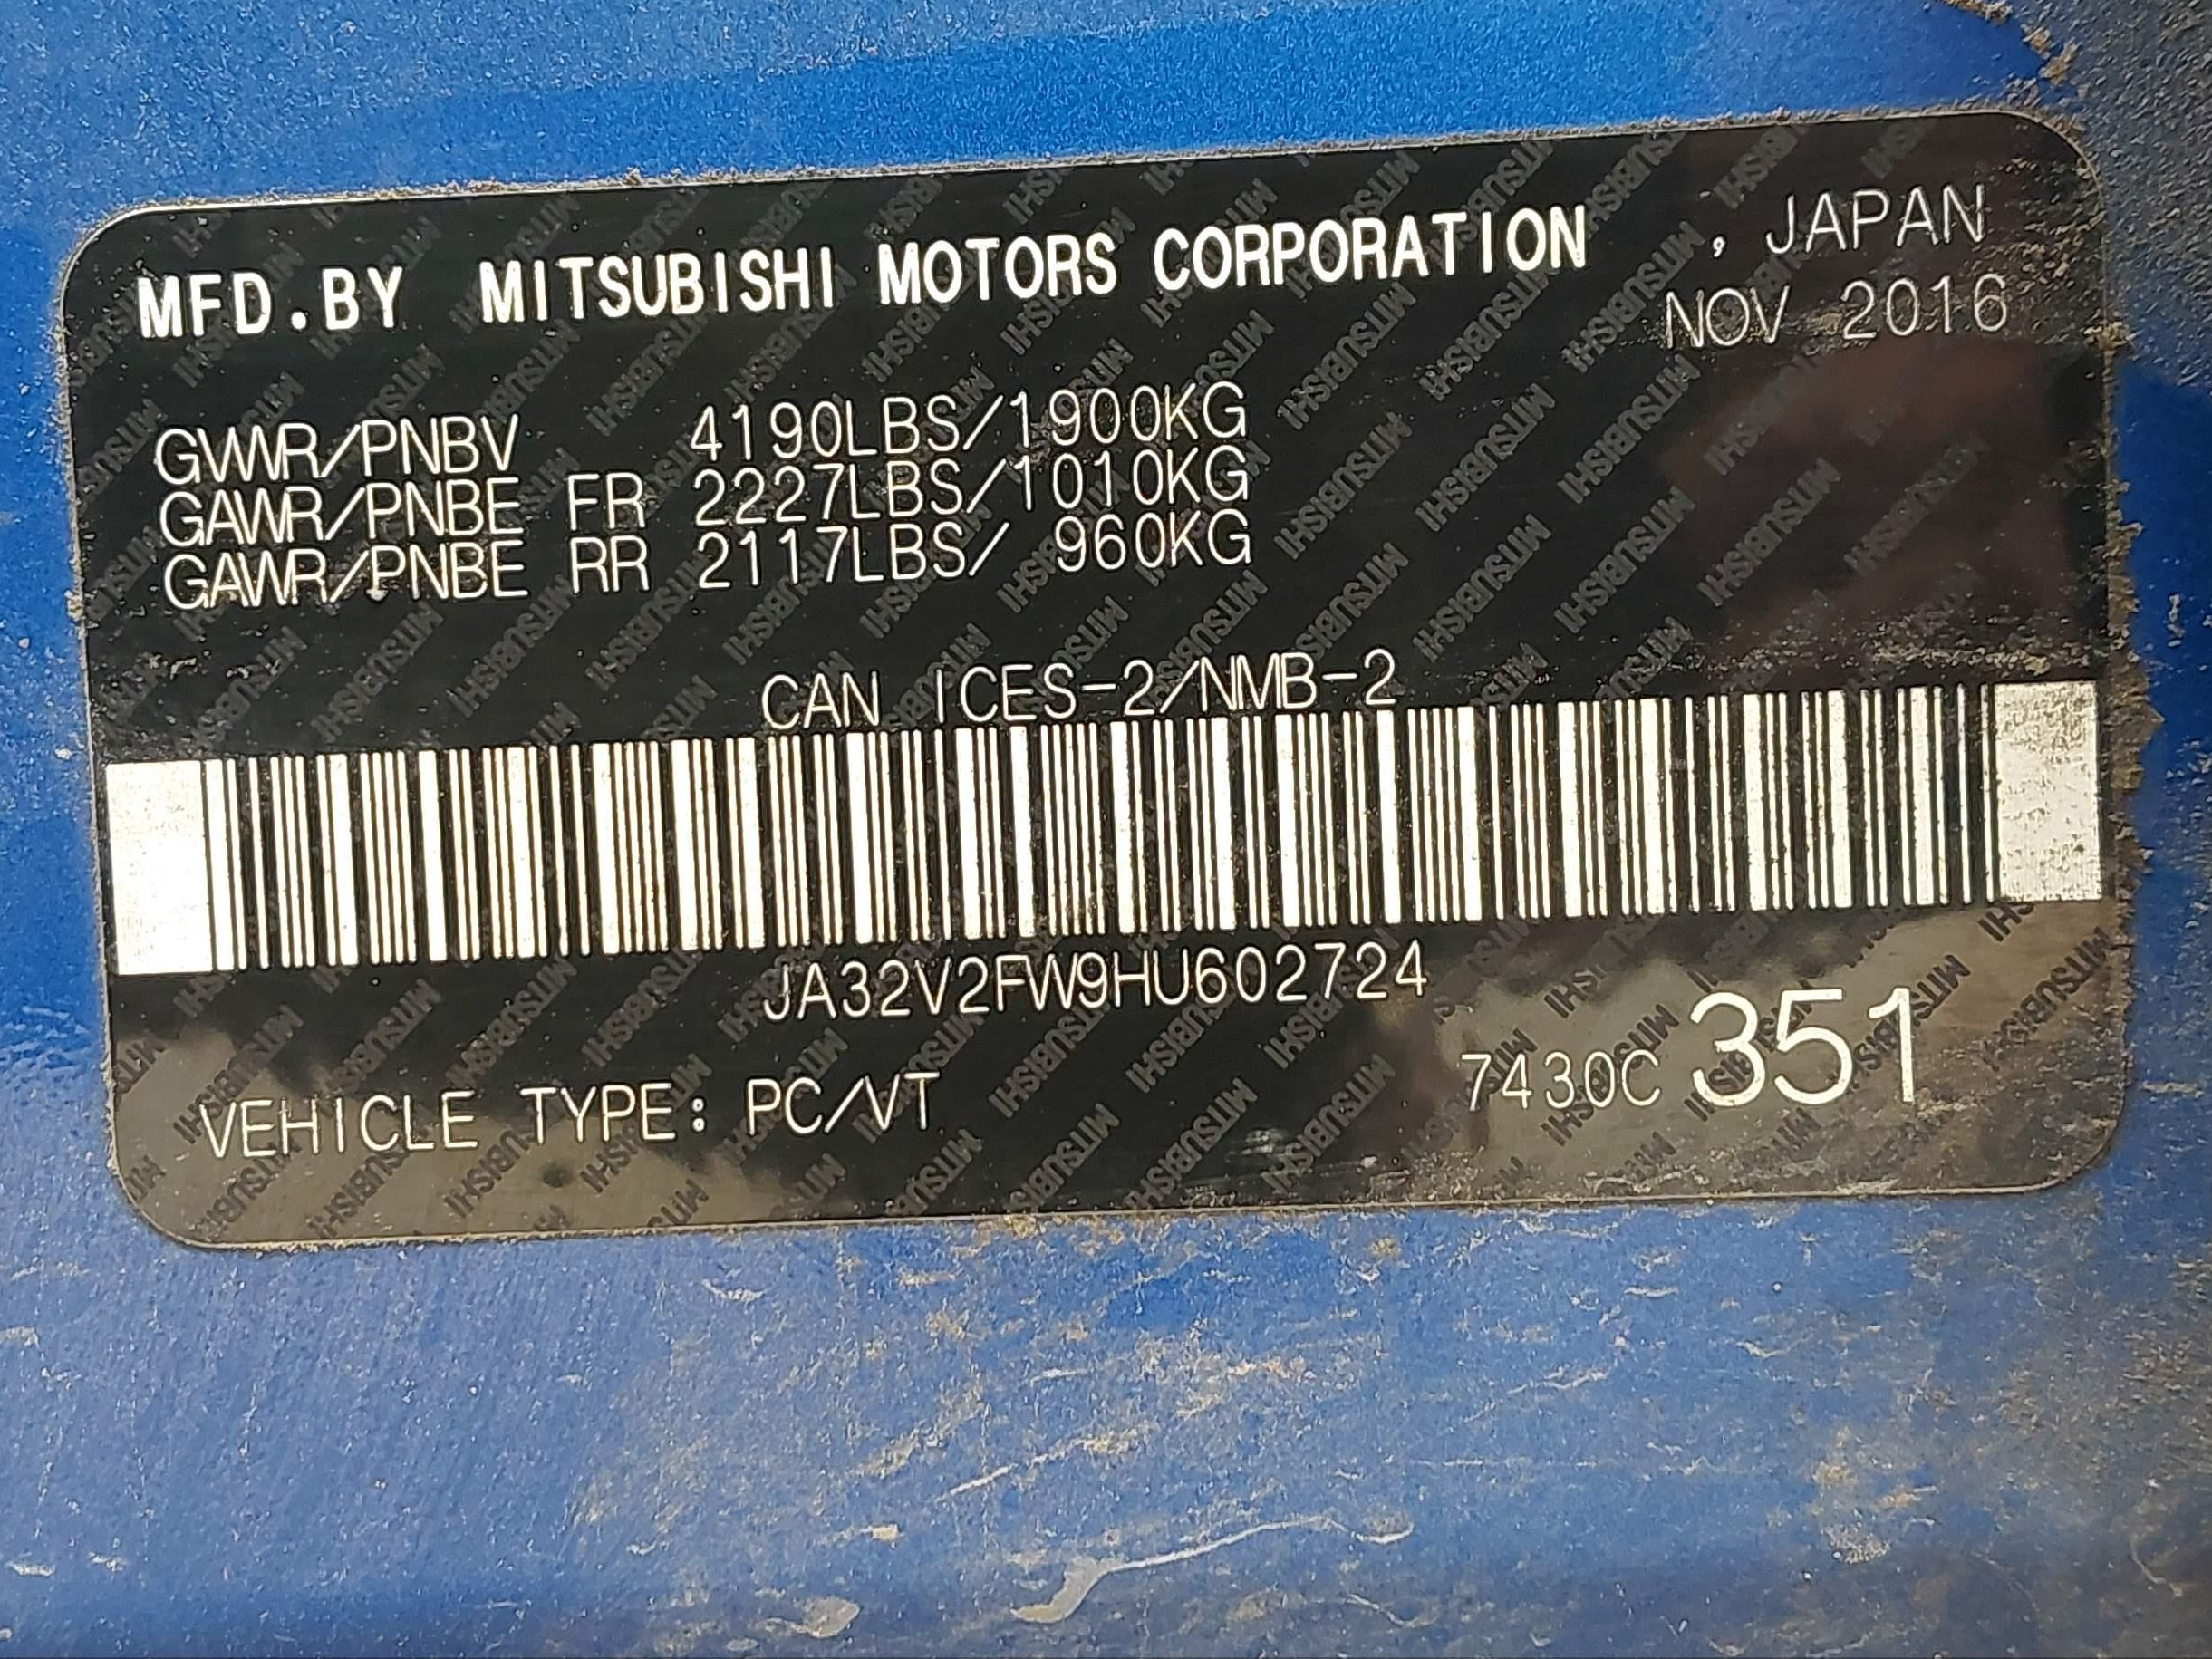 MFD.BY MITSUBISHI MOTORS CORPORATION , JAPAN
NOV 2016
GVWR/PNBV 4190LBS/1900KG
GAWR/PNBE FR 2227LBS/1010KG
GAWR/PNBE RR 2117LBS/ 960KG
CAN ICES-2/NMB-2
JA32V2FW9HU602724
VEHICLE TYPE: PC/VT 7430C 351